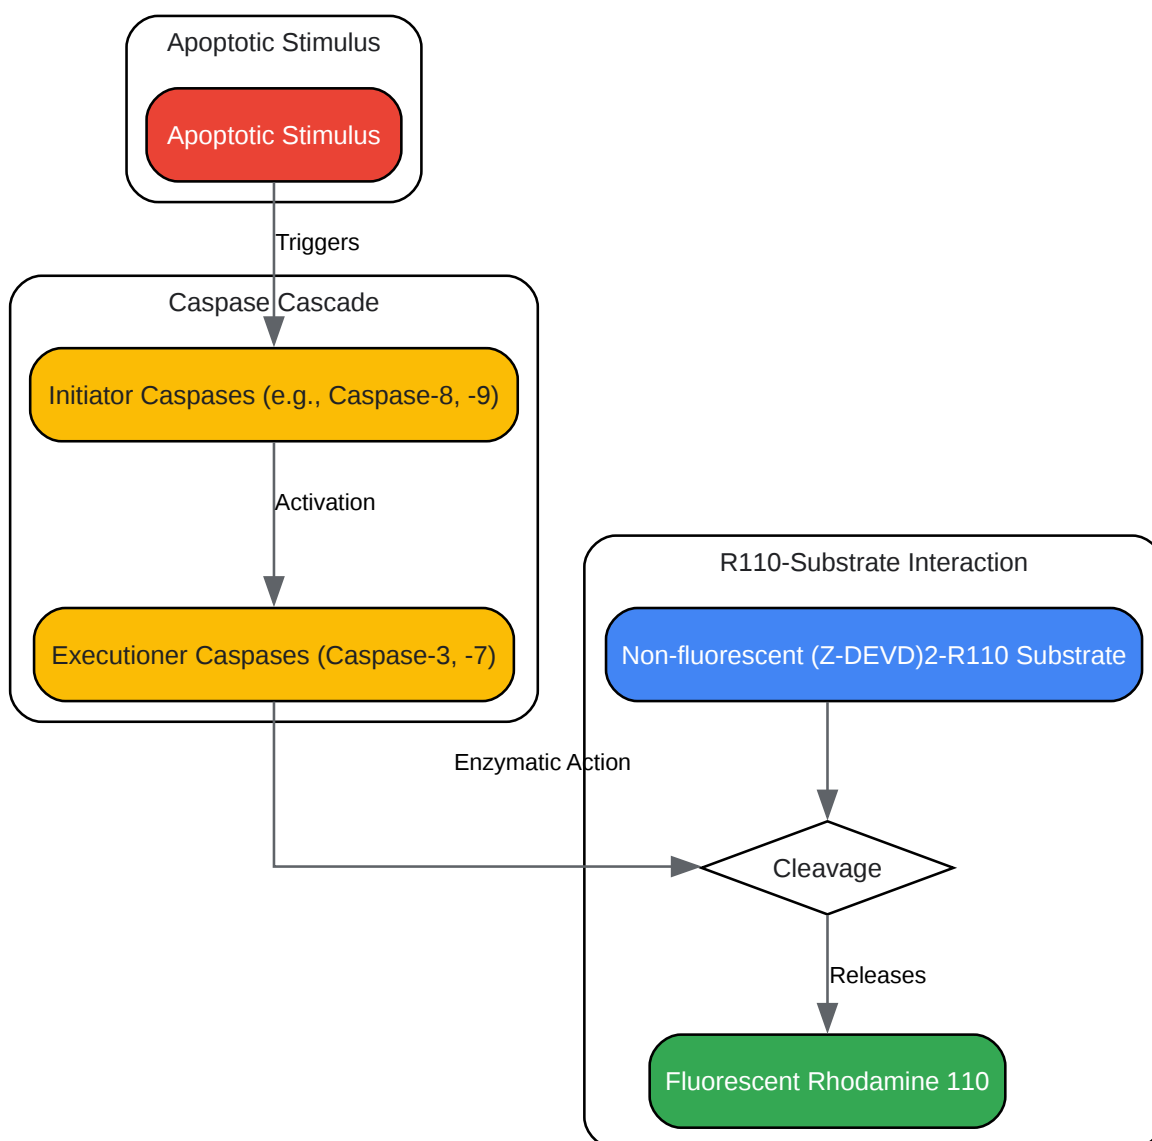 Apoptotic Stimulus
Apoptotic Stimulus
Triggers
Caspase Cascade
Initiator Caspases (e.g., Caspase-8, -9)
Activation
Executioner Caspases (Caspase-3, -7)
R110-Substrate Interaction
Non-fluorescent (Z-DEVD)2-R110 Substrate
Enzymatic Action
Cleavage
Releases
Fluorescent Rhodamine 110